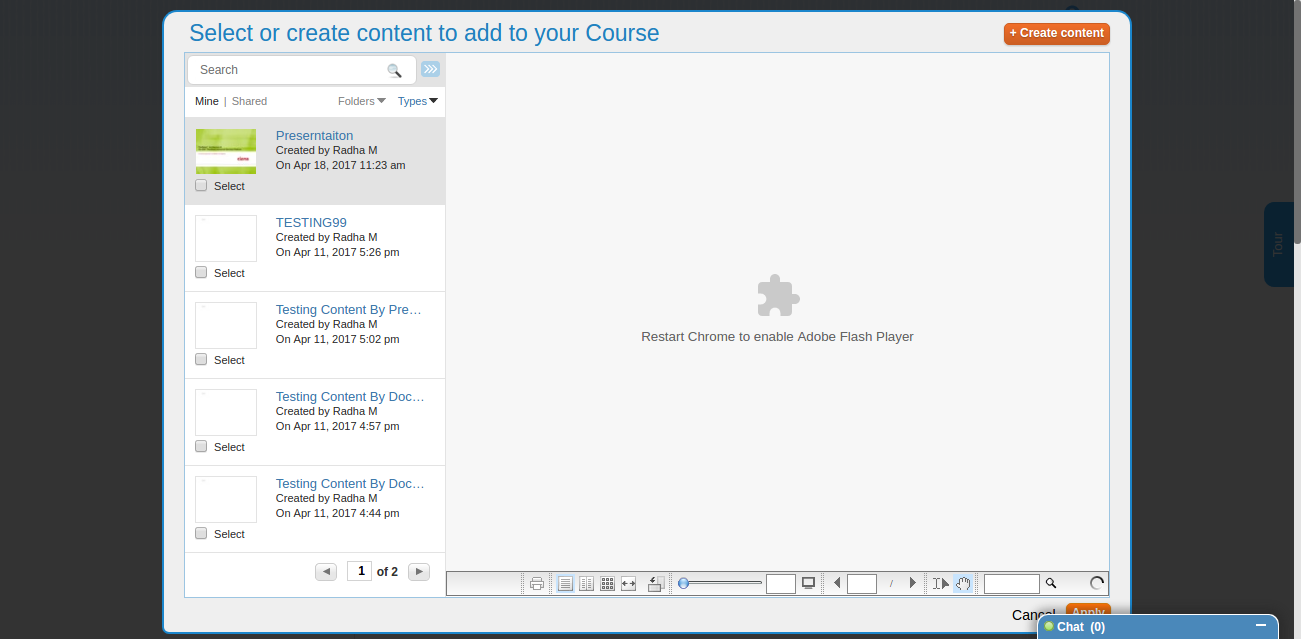 Select or create content to add to your Course
+ Create content
Search
Mine | Shared
Folders
Types
Preserntaiton
Created by Radha M
On Apr 18, 2017 11:23 am
Select
TESTING99
Created by Radha M
On Apr 11, 2017 5:26 pm
Select
Testing Content By Pre…
Created by Radha M
On Apr 11, 2017 5:02 pm
Select
Testing Content By Doc…
Created by Radha M
On Apr 11, 2017 4:57 pm
Select
Testing Content By Doc…
Created by Radha M
On Apr 11, 2017 4:44 pm
Select
1 of 2
Restart Chrome to enable Adobe Flash Player
/
Tour
Cancel
Apply
Chat (0)